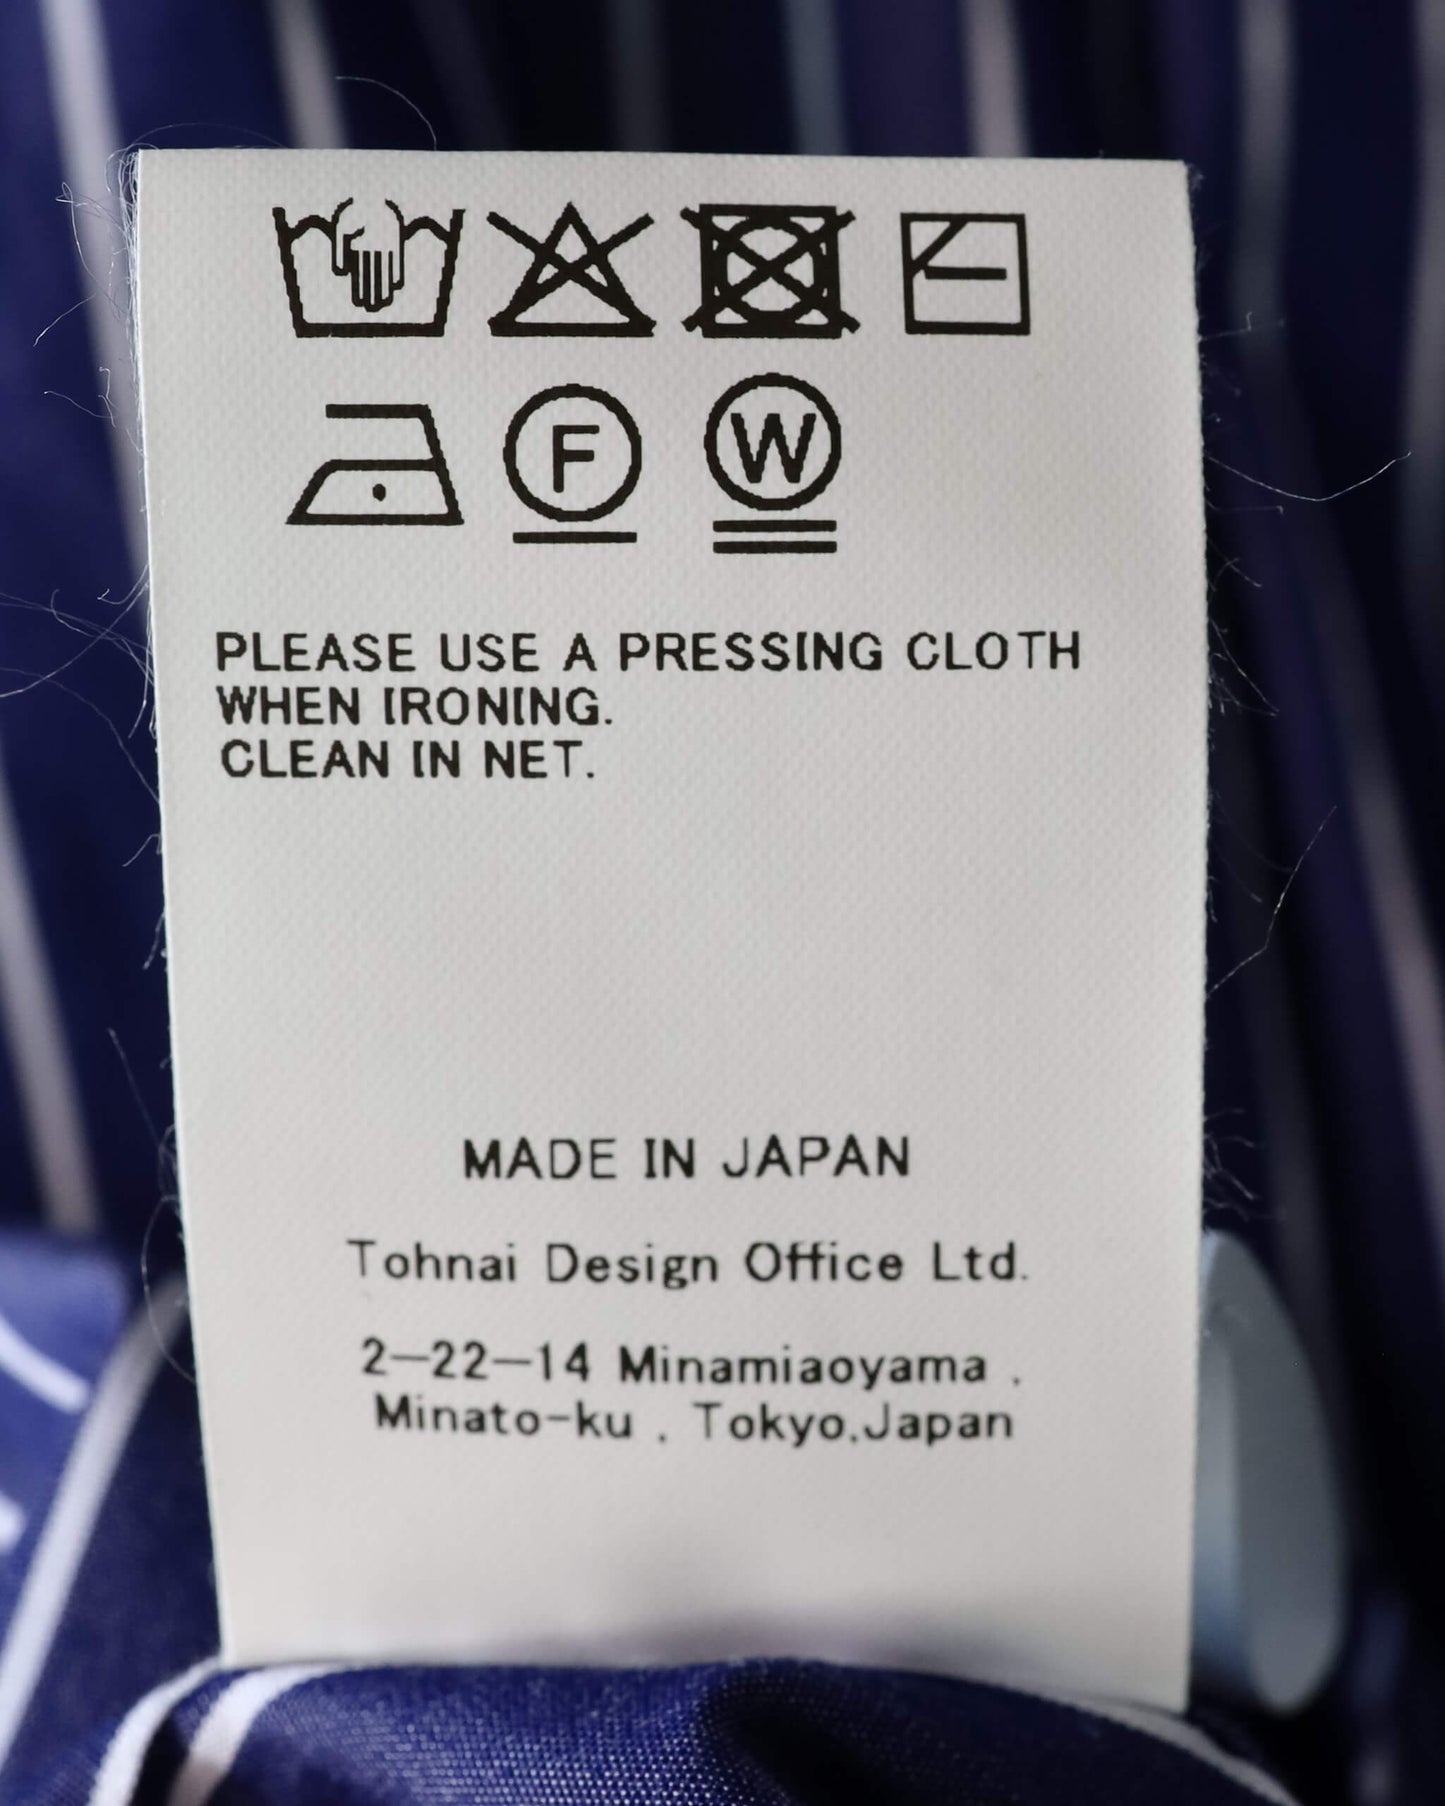 F W
PLEASE USE A PRESSING CLOTH
WHEN IRONING.
CLEAN IN NET.
MADE IN JAPAN
Tohnai Design Office Ltd.
2-22-14 Minamiaoyama .
Minato-ku . Tokyo.Japan